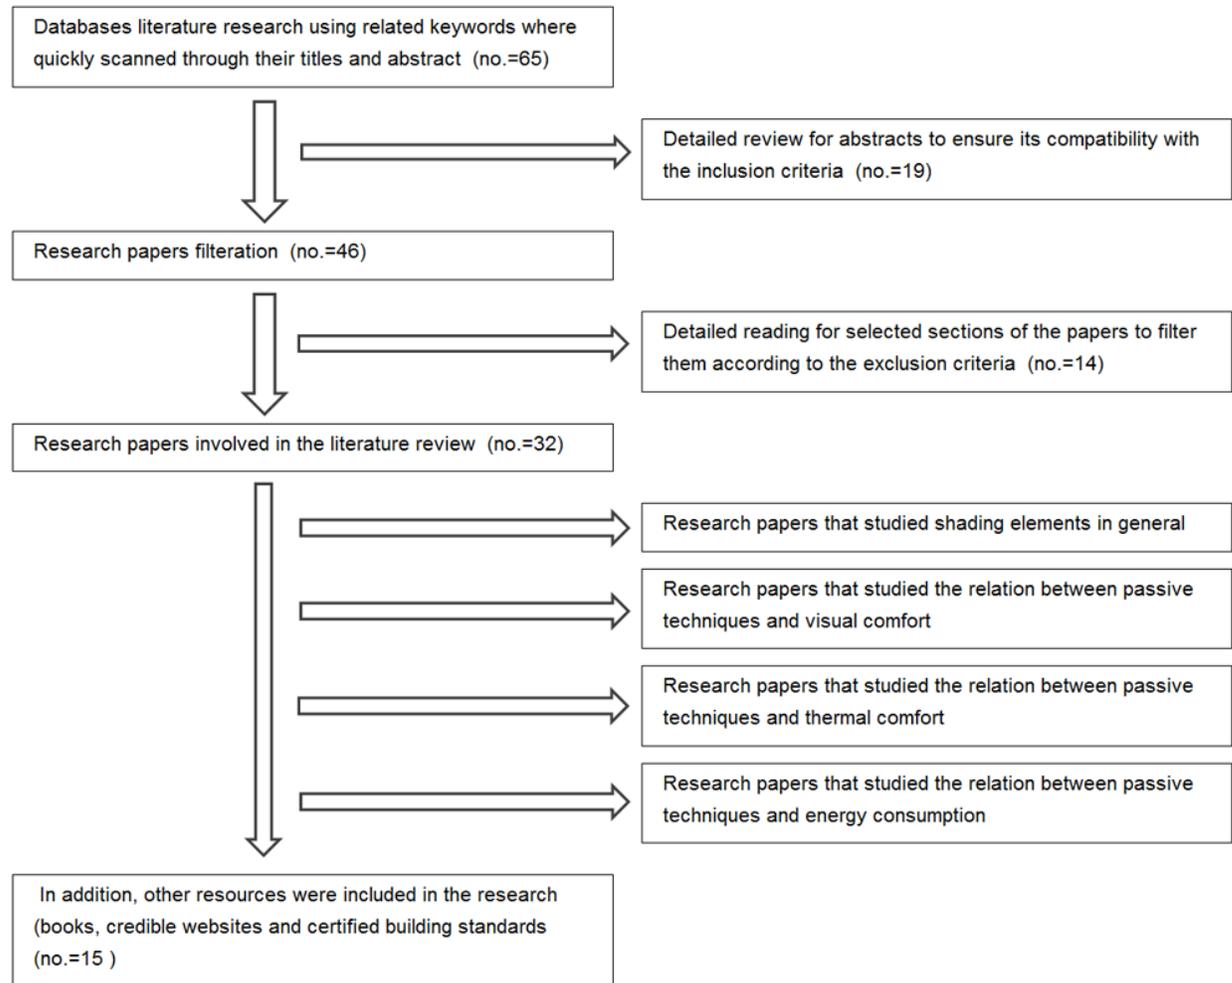 Databases literature research using related keywords where
quickly scanned through their titles and abstract (no.=65)
Detailed review for abstracts to ensure its compatibility with
the inclusion criteria (no.=19)
Research papers filteration (no.=46)
Detailed reading for selected sections of the papers to filter
them according to the exclusion criteria (no.=14)
Research papers involved in the literature review (no.=32)
Research papers that studied shading elements in general
Research papers that studied the relation between passive
techniques and visual comfort
Research papers that studied the relation between passive
techniques and thermal comfort
Research papers that studied the relation between passive
techniques and energy consumption
In addition, other resources were included in the research
(books, credible websites and certified building standards
(no.=15 )